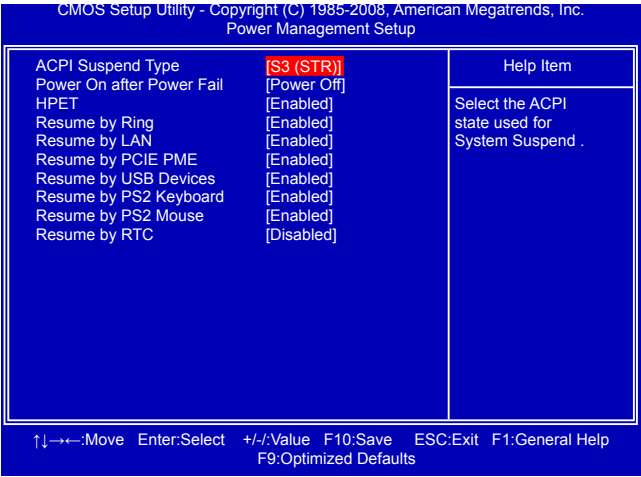 CMOS Setup Utility - Copyright (C) 1985-2008, American Megatrends, Inc.
Power Management Setup
ACPI Suspend Type [S3 (STR)]
Power On after Power Fail [Power Off]
HPET [Enabled]
Resume by Ring [Enabled]
Resume by LAN [Enabled]
Resume by PCIE PME [Enabled]
Resume by USB Devices [Enabled]
Resume by PS2 Keyboard [Enabled]
Resume by PS2 Mouse [Enabled]
Resume by RTC [Disabled]
Help Item
Select the ACPI
state used for
System Suspend .
↑↓→←:Move Enter:Select +/-/:Value F10:Save ESC:Exit F1:General Help
F9:Optimized Defaults